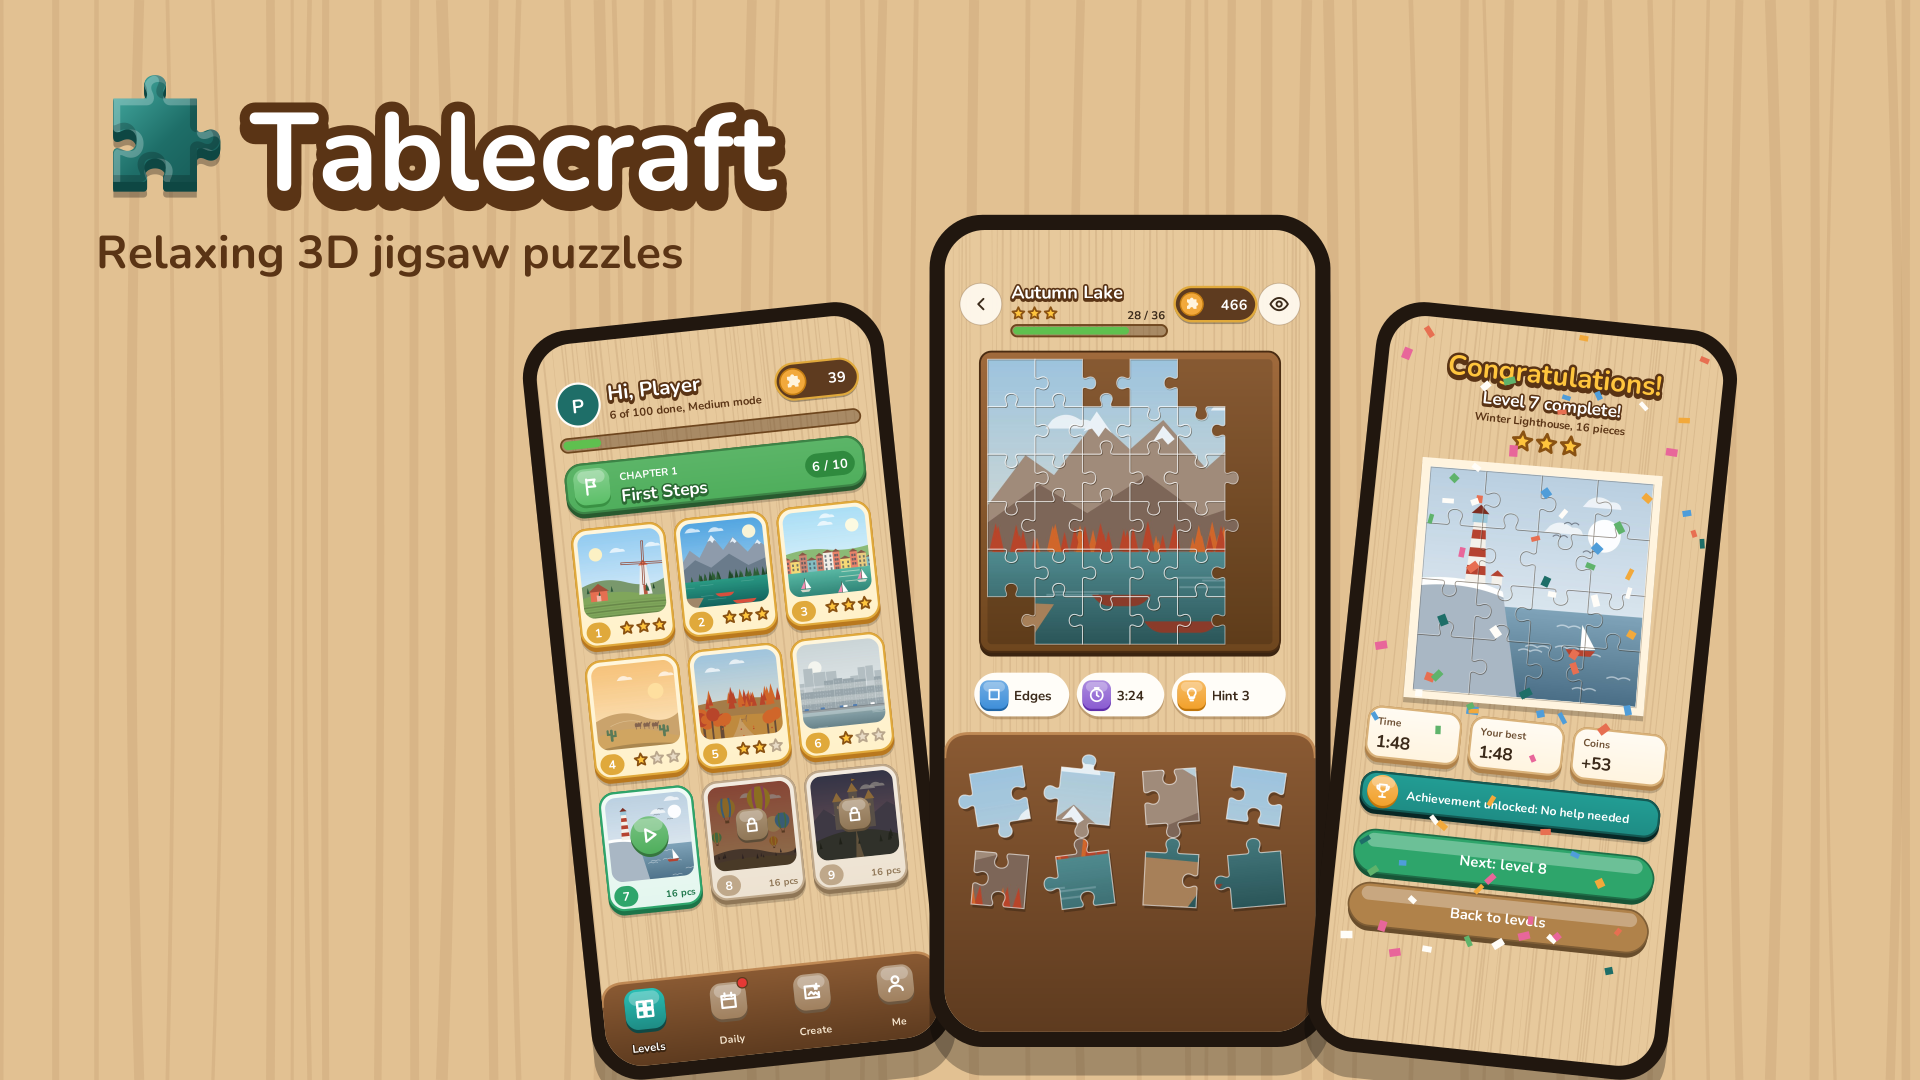 Tablecraft
Relaxing 3D jigsaw puzzles
P
Hi, Player
6 of 100 done, Medium mode
39
CHAPTER 1
First Steps
6 / 10
1
2
3
4
5
6
7
16 pcs
8
16 pcs
9
16 pcs
Levels
Daily
Create
Me
Autumn Lake
28 / 36
466
Edges
3:24
Hint 3
Congratulations!
Level 7 complete!
Winter Lighthouse, 16 pieces
Time
1:48
Your best
1:48
Coins
+53
Achievement unlocked: No help needed
Next: level 8
Back to levels